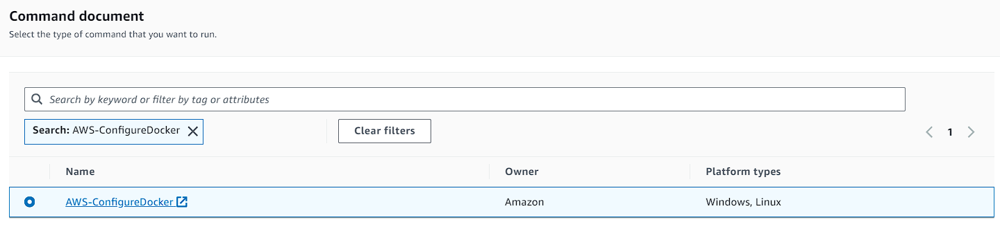 Command document
Select the type of command that you want to run.
Search by keyword or filter by tag or attributes
Search: AWS-ConfigureDocker
Clear filters
1
Name Owner Platform types
AWS-ConfigureDocker Amazon Windows, Linux